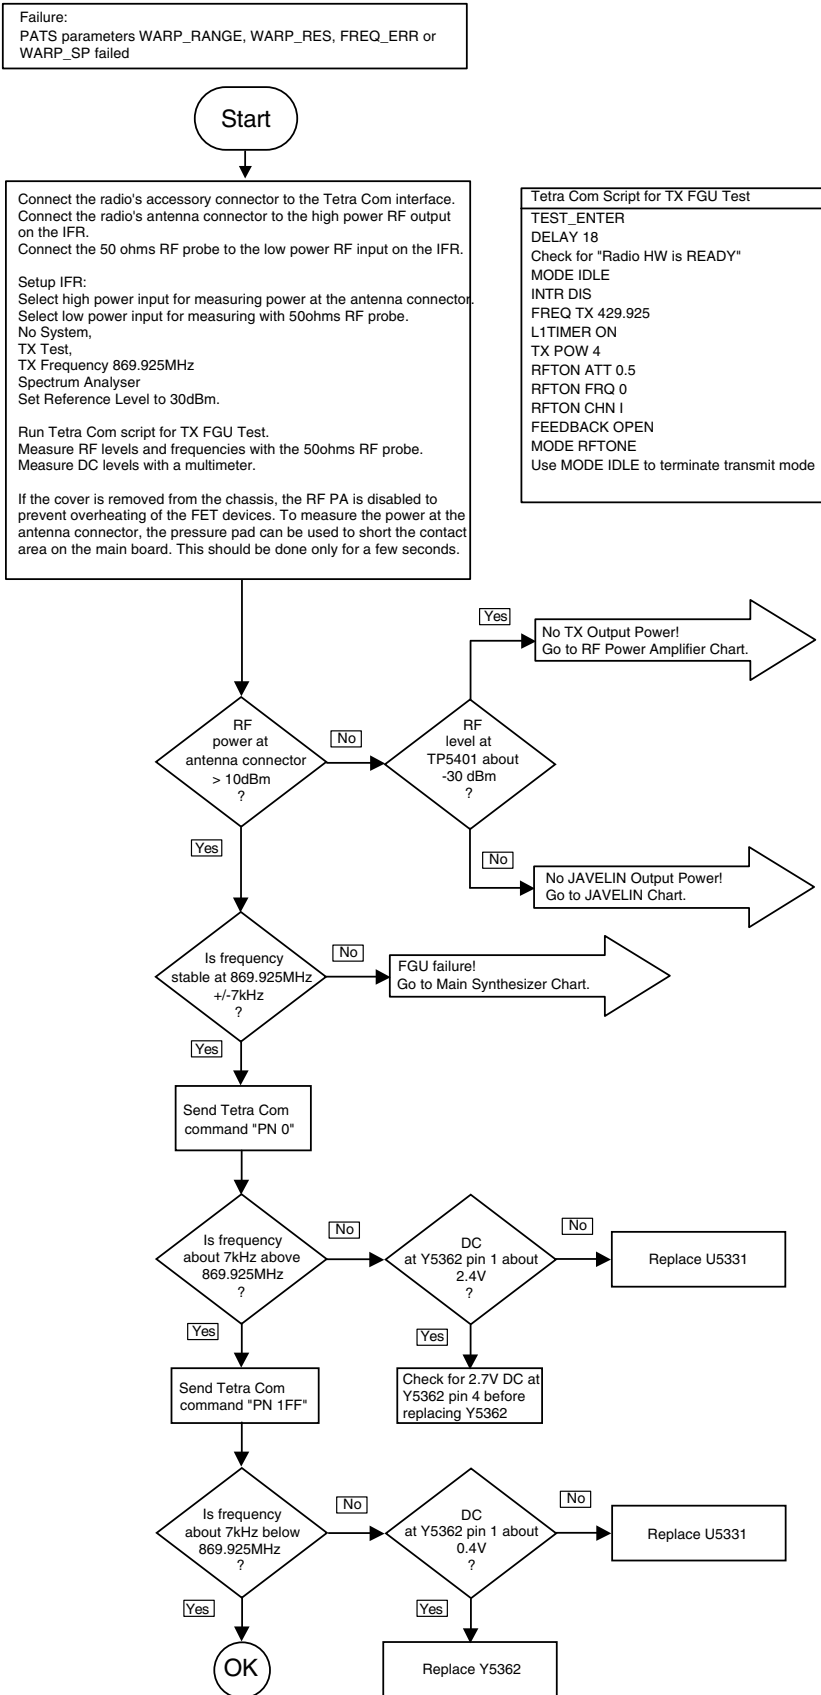 Failure:
PATS parameters WARP_RANGE, WARP_RES, FREQ_ERR or
WARP_SP failed
Start
Connect the radio's accessory connector to the Tetra Com interface.
Connect the radio's antenna connector to the high power RF output
on the IFR.
Connect the 50 ohms RF probe to the low power RF input on the IFR.
Setup IFR:
Select high power input for measuring power at the antenna connector.
Select low power input for measuring with 50ohms RF probe.
No System,
TX Test,
TX Frequency 869.925MHz
Spectrum Analyser
Set Reference Level to 30dBm.
Run Tetra Com script for TX FGU Test.
Measure RF levels and frequencies with the 50ohms RF probe.
Measure DC levels with a multimeter.
If the cover is removed from the chassis, the RF PA is disabled to
prevent overheating of the FET devices. To measure the power at the
antenna connector, the pressure pad can be used to short the contact
area on the main board. This should be done only for a few seconds.
Tetra Com Script for TX FGU Test
TEST_ENTER
DELAY 18
Check for "Radio HW is READY"
MODE IDLE
INTR DIS
FREQ TX 429.925
L1TIMER ON
TX POW 4
RFTON ATT 0.5
RFTON FRQ 0
RFTON CHN I
FEEDBACK OPEN
MODE RFTONE
Use MODE IDLE to terminate transmit mode
Yes
No TX Output Power!
Go to RF Power Amplifier Chart.
RF
power at
antenna connector
> 10dBm
?
No
RF
level at
TP5401 about
-30 dBm
?
Yes
No
No JAVELIN Output Power!
Go to JAVELIN Chart.
Is frequency
stable at 869.925MHz
+/-7kHz
?
No
FGU failure!
Go to Main Synthesizer Chart.
Yes
Send Tetra Com
command "PN 0"
Is frequency
about 7kHz above
869.925MHz
?
No
DC
at Y5362 pin 1 about
2.4V
?
No
Replace U5331
Yes
Yes
Send Tetra Com
command "PN 1FF"
Check for 2.7V DC at
Y5362 pin 4 before
replacing Y5362
Is frequency
about 7kHz below
869.925MHz
?
No
DC
at Y5362 pin 1 about
0.4V
?
No
Replace U5331
Yes
Yes
OK
Replace Y5362